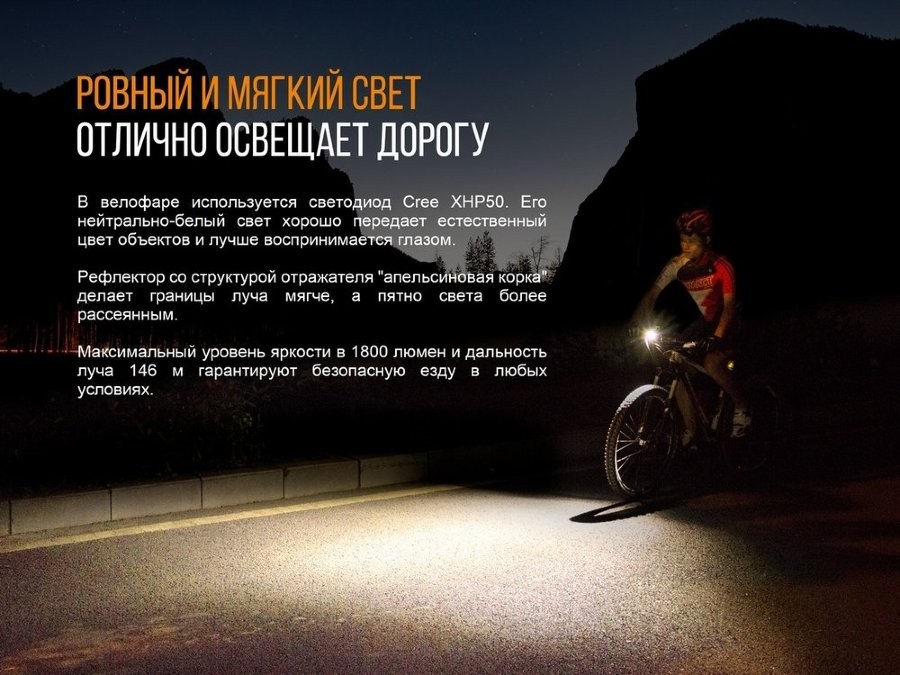 РОВНЫЙ И МЯГКИЙ СВЕТ
ОТЛИЧНО ОСВЕЩАЕТ ДОРОГУ
В велофаре используется светодиод Cree XHP50. Его
нейтрально-белый свет хорошо передает естественный
цвет объектов и лучше воспринимается глазом.
Рефлектор со структурой отражателя "апельсиновая корка"
делает границы луча мягче, а пятно света более
рассеянным.
Максимальный уровень яркости в 1800 люмен и дальность
луча 146 м гарантируют безопасную езду в любых
условиях.